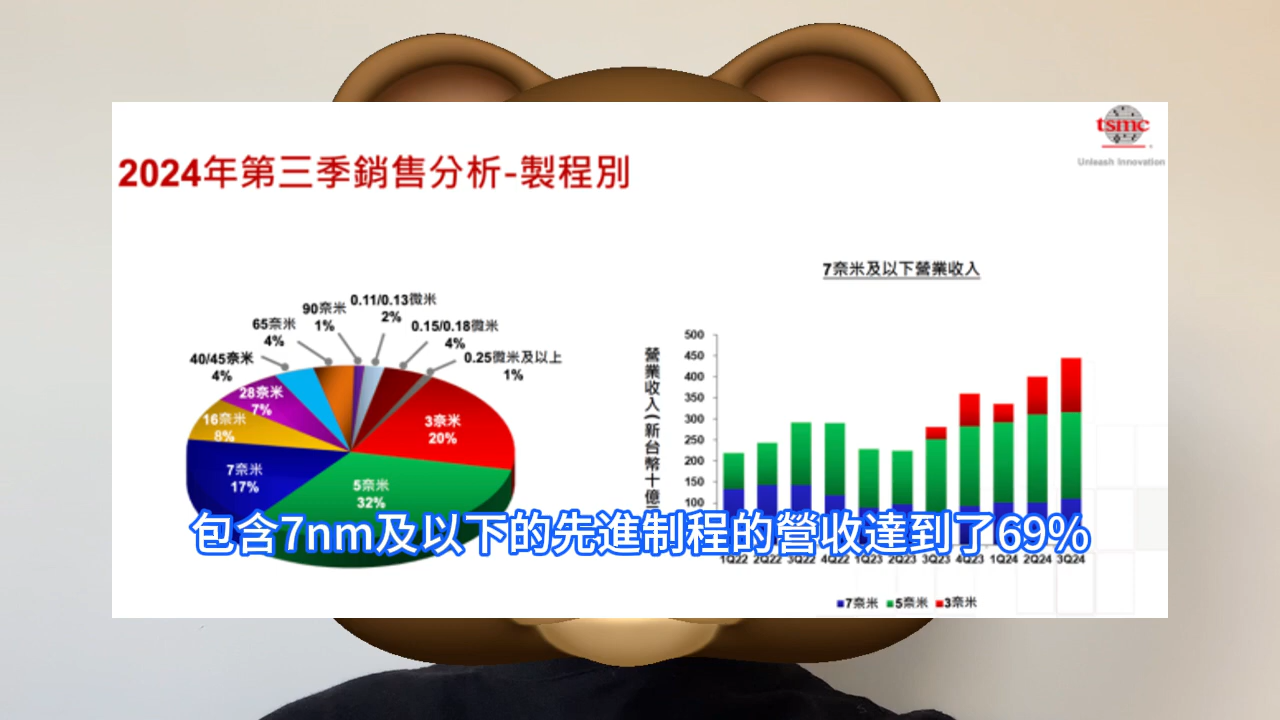 tsmc
Unleash Innovation
2024年第三季銷售分析-製程別
7奈米及以下營業收入
90奈米
1%
0.11/0.13微米
2%
65奈米
4%
0.15/0.18微米
4%
40/45奈米
4%
0.25微米及以上
1%
28奈米
7%
16奈米
8%
3奈米
20%
7奈米
17%
5奈米
32%
營業收入(新台幣十億
500
450
400
350
300
250
200
150
100
包含7nm及以下的先進制程的營收達到了69%
1Q22 2Q22 3Q22 4Q22 1Q23 2Q23 3Q23 4Q23 1Q24 2Q24 3Q24
7奈米 5奈米 3奈米